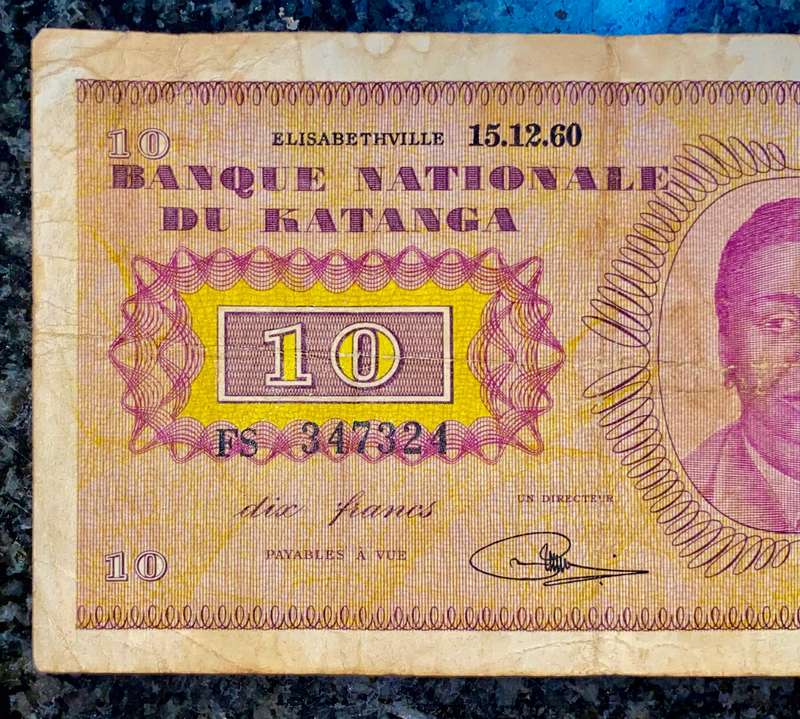 10
ELISABETHVILLE 15.12.60
BANQUE NATIONALE
DU KATANGA
10
FS 347324
dix francs
UN DIRECTEUR
PAYABLES À VUE
10